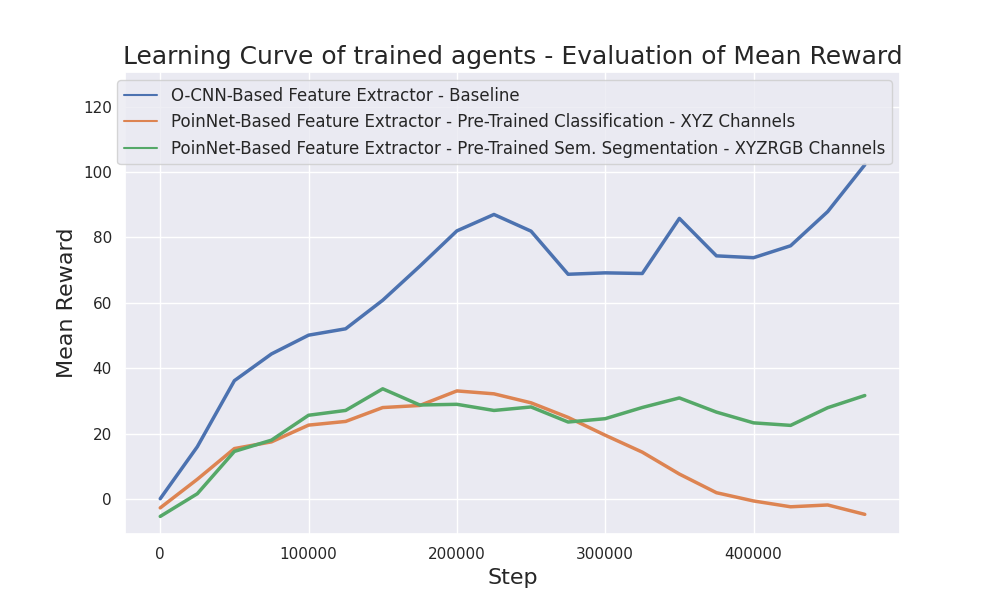 Learning Curve of trained agents - Evaluation of Mean Reward
O-CNN-Based Feature Extractor - Baseline
PoinNet-Based Feature Extractor - Pre-Trained Classification - XYZ Channels
PoinNet-Based Feature Extractor - Pre-Trained Sem. Segmentation - XYZRGB Channels
120
100
80
60
40
20
0
Mean Reward
0 100000 200000 300000 400000
Step